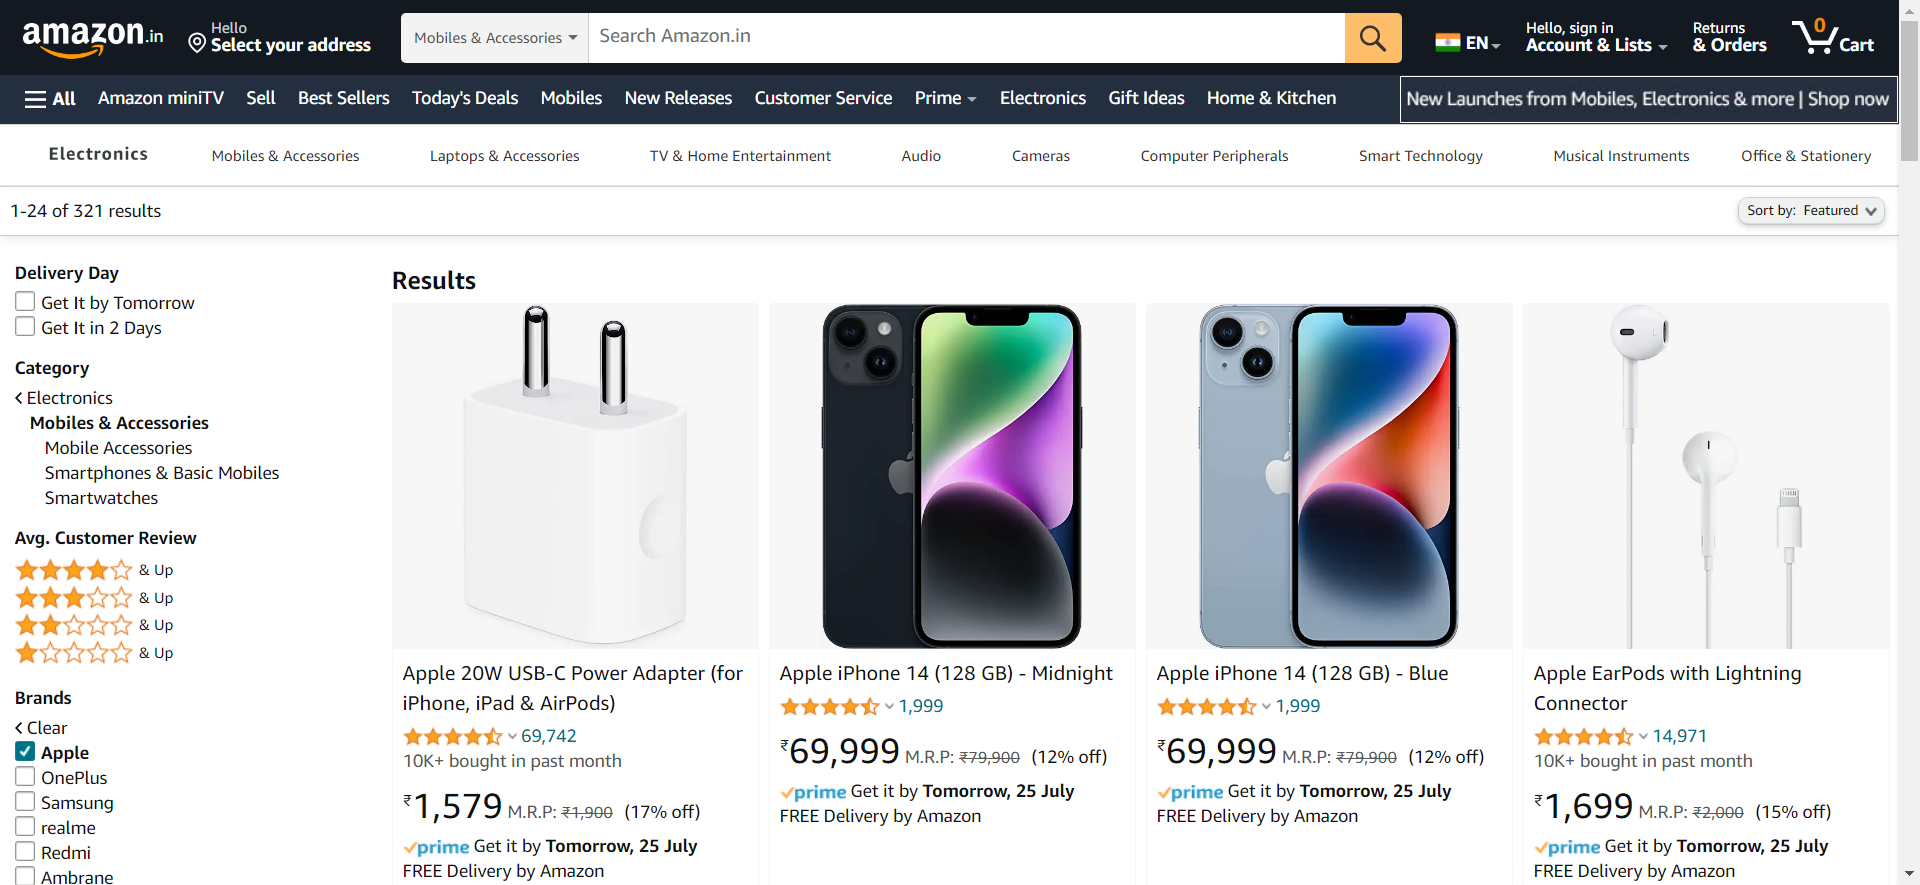 amazon.in
Hello
Select your address
Mobiles & Accessories
Search Amazon.in
EN
Hello, sign in
Account & Lists
Returns
& Orders
0
Cart
All
Amazon miniTV
Sell
Best Sellers
Today's Deals
Mobiles
New Releases
Customer Service
Prime
Electronics
Gift Ideas
Home & Kitchen
New Launches from Mobiles, Electronics & more | Shop now
Electronics
Mobiles & Accessories
Laptops & Accessories
TV & Home Entertainment
Audio
Cameras
Computer Peripherals
Smart Technology
Musical Instruments
Office & Stationery
1-24 of 321 results
Sort by: Featured
Delivery Day
Get It by Tomorrow
Get It in 2 Days
Category
Electronics
Mobiles & Accessories
Mobile Accessories
Smartphones & Basic Mobiles
Smartwatches
Avg. Customer Review
& Up
& Up
& Up
& Up
Brands
Clear
Apple
OnePlus
Samsung
realme
Redmi
Ambrane
Results
Apple 20W USB-C Power Adapter (for
iPhone, iPad & AirPods)
69,742
10K+ bought in past month
₹1,579 M.R.P: ₹1,900 (17% off)
prime Get it by Tomorrow, 25 July
FREE Delivery by Amazon
Apple iPhone 14 (128 GB) - Midnight
1,999
₹69,999 M.R.P: ₹79,900 (12% off)
prime Get it by Tomorrow, 25 July
FREE Delivery by Amazon
Apple iPhone 14 (128 GB) - Blue
1,999
₹69,999 M.R.P: ₹79,900 (12% off)
prime Get it by Tomorrow, 25 July
FREE Delivery by Amazon
Apple EarPods with Lightning
Connector
14,971
10K+ bought in past month
₹1,699 M.R.P: ₹2,000 (15% off)
prime Get it by Tomorrow, 25 July
FREE Delivery by Amazon